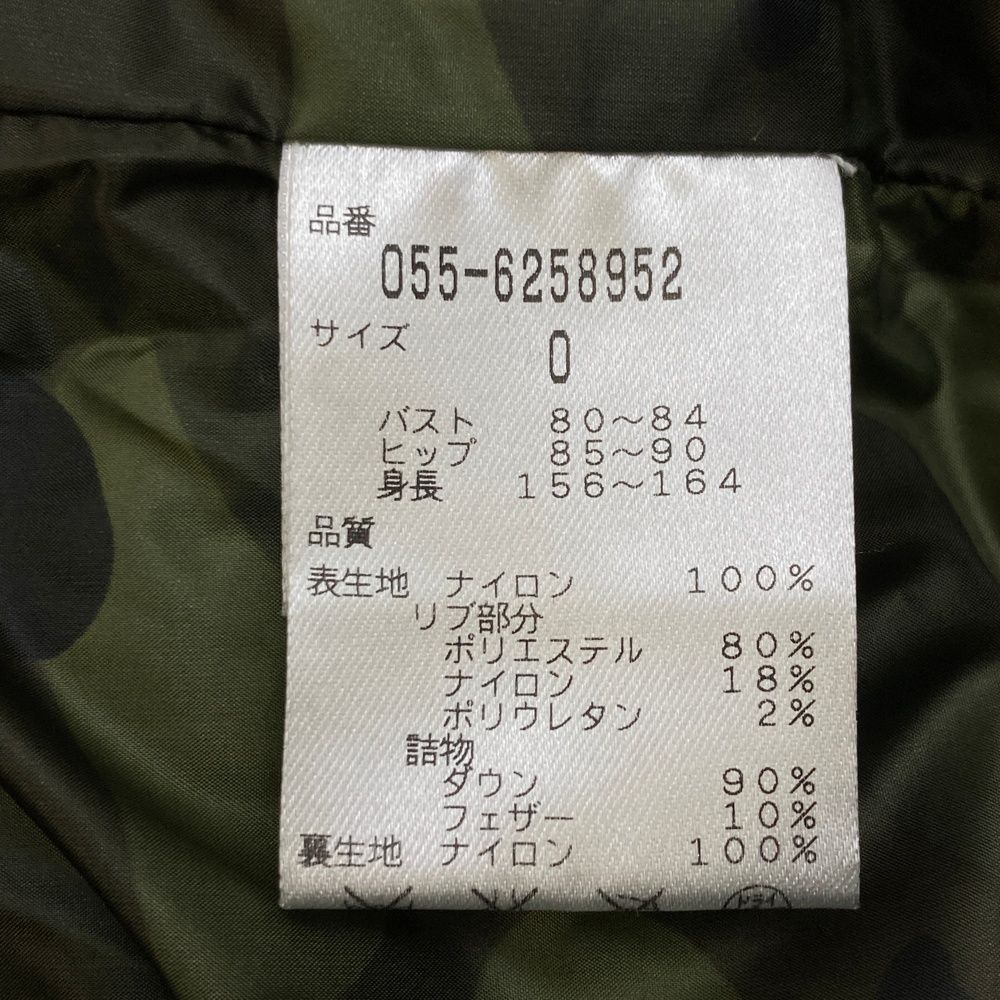 品番
055-6258952
サイズ
0
バスト 80〜84
ヒップ 85〜90
身長 156〜164
品質
表生地 ナイロン 100%
リブ部分
ポリエステル 80%
ナイロン 18%
ポリウレタン 2%
詰物
ダウン 90%
フェザー 10%
裏生地 ナイロン 100%
ドライ